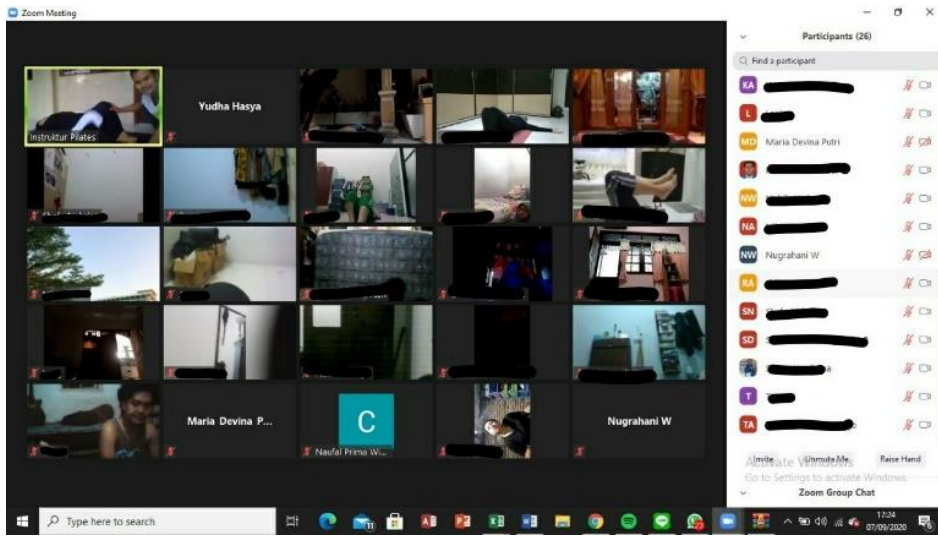 Zoom Meeting
Participants (26)
Find a participant
Instruktur Pilates
Yudha Hasya
KA
L
MD Maria Devina Putri
NW
NA
NW Nugrahani W
RA
SN
SD
T
TA
Maria Devina P...
C
Naufal Prima Wi...
Nugrahani W
Invite
Unmute Me
Raise Hand
Activate Windows
Go to Settings to activate Windows.
Zoom Group Chat
Type here to search
11
17:24
07/09/2020
6